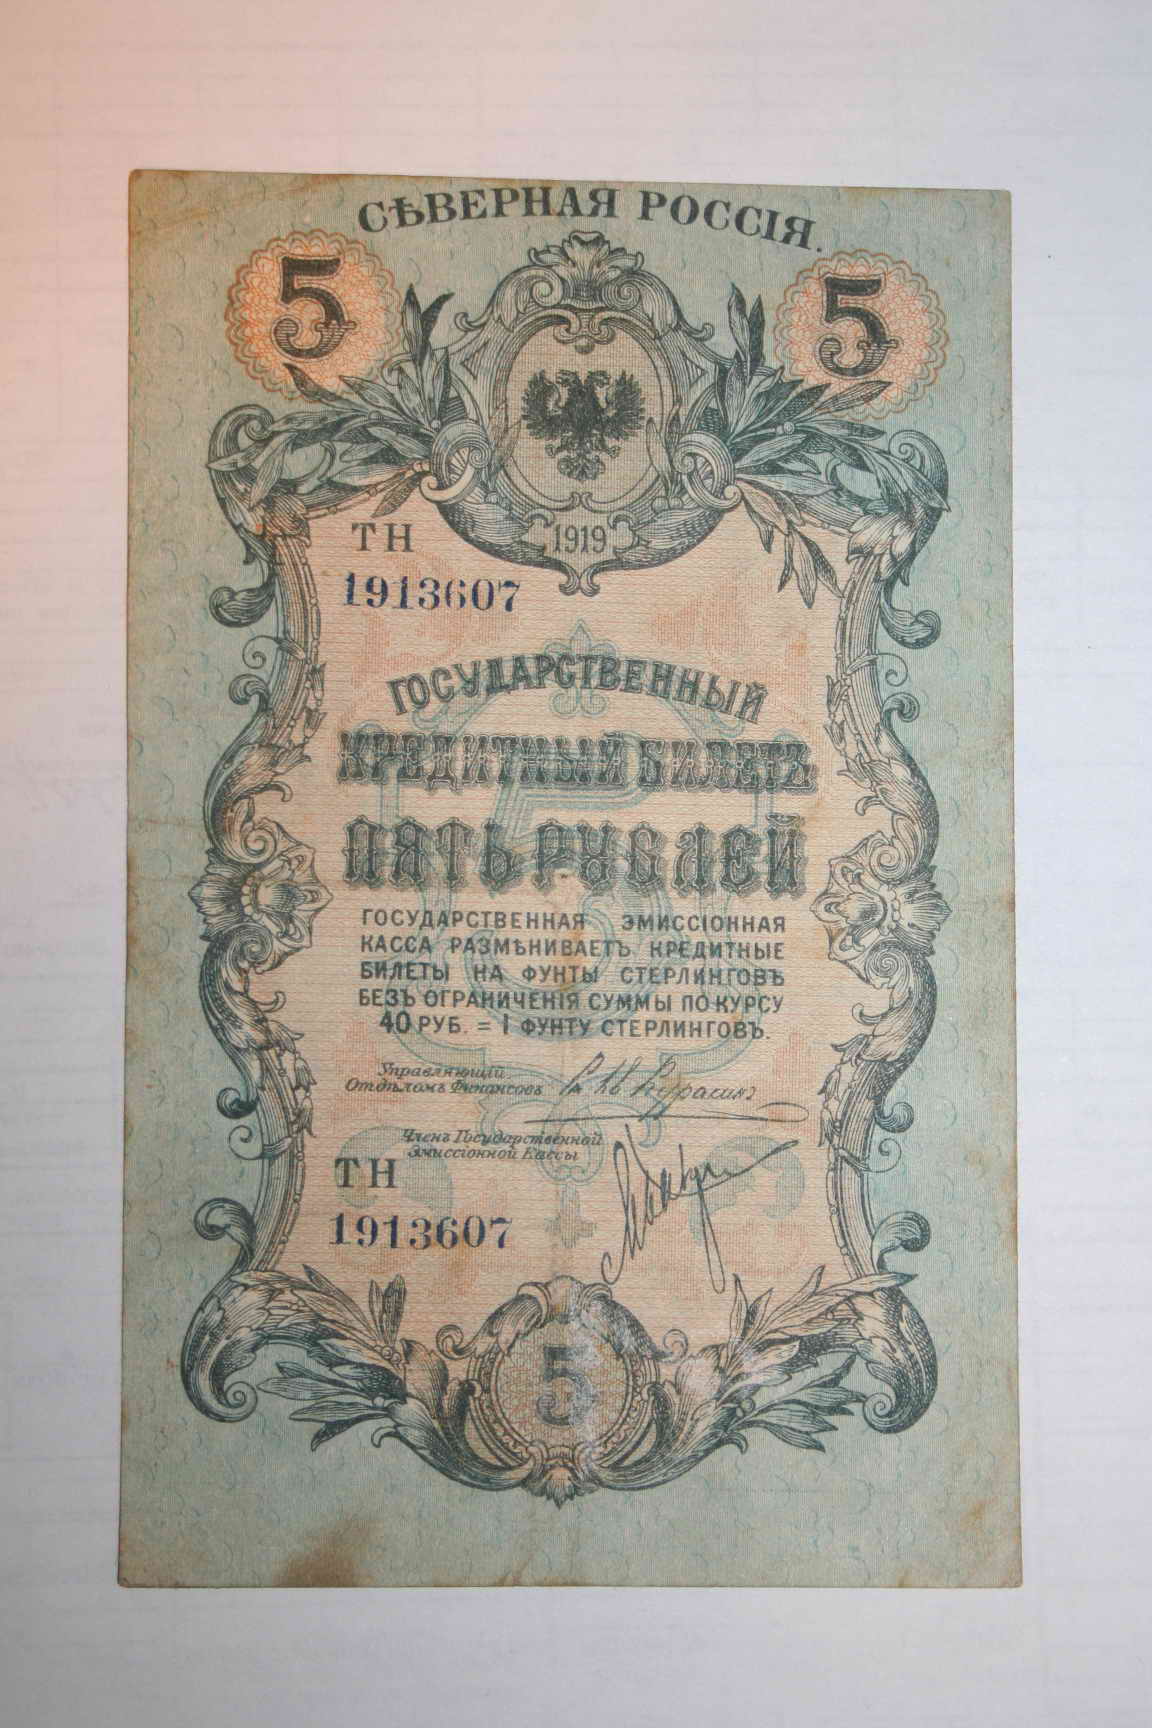 СѢВЕРНАЯ РОССІЯ.
5 5
1919
ТН
1913607
ГОСУДАРСТВЕННЫЙ
КРЕДИТНЫЙ БИЛЕТЪ
ПЯТЬ РУБЛЕЙ
ГОСУДАРСТВЕННАЯ ЭМИССІОННАЯ
КАССА РАЗМѢНИВАЕТЪ КРЕДИТНЫЕ
БИЛЕТЫ НА ФУНТЫ СТЕРЛИНГОВЪ
БЕЗЪ ОГРАНИЧЕНІЯ СУММЫ ПО КУРСУ
40 РУБ. = 1 ФУНТУ СТЕРЛИНГОВЪ.
Управляющій
Отдѣломъ Финансовъ
Членъ Государственной
Эмиссіонной Кассы
ТН
1913607
5